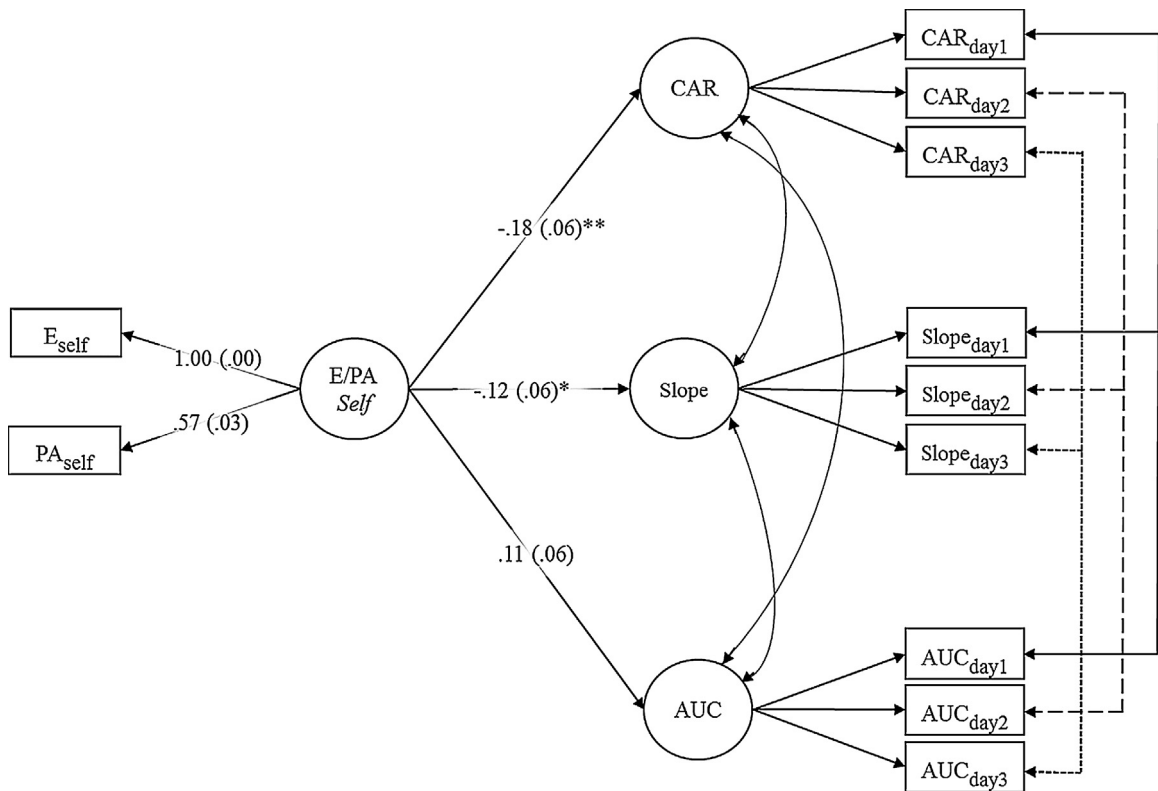 CARday1
CARday2
CARday3
CAR
-.18 (.06)**
Eself
1.00 (.00)
E/PA
Self
.57 (.03)
PAself
-.12 (.06)*
Slope
Slopeday1
Slopeday2
Slopeday3
.11 (.06)
AUC
AUCday1
AUCday2
AUCday3